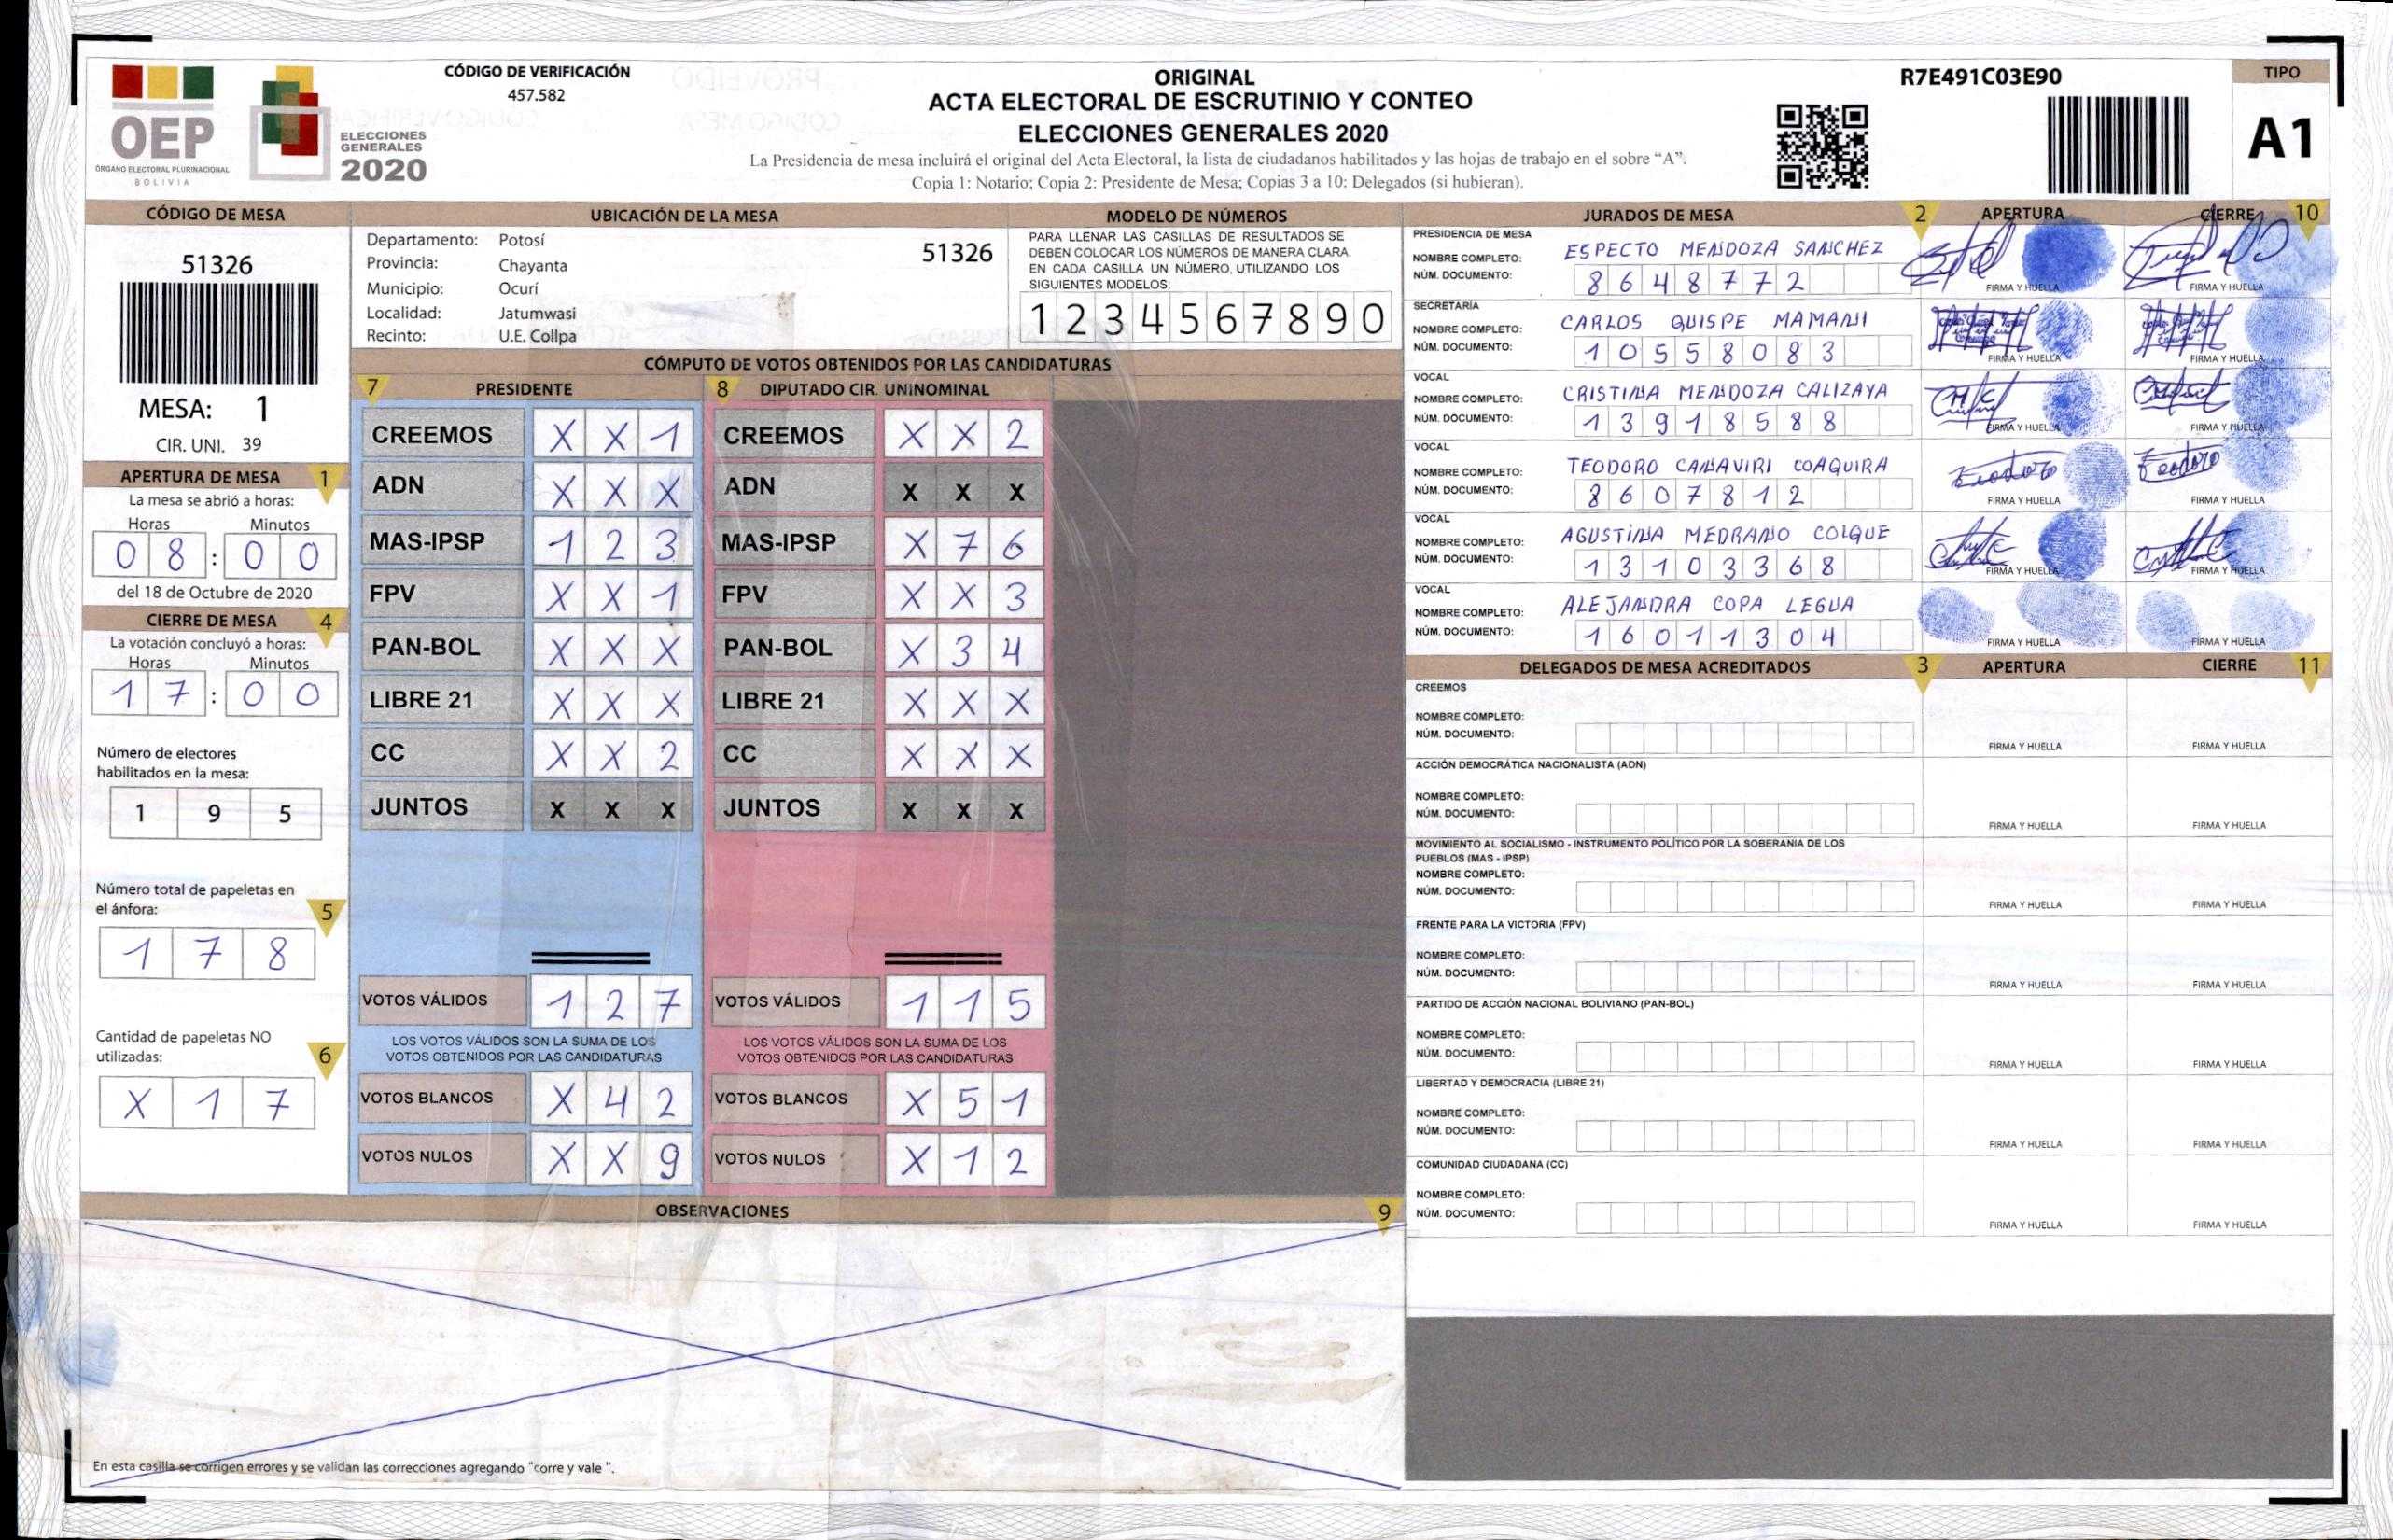 OEP
ÓRGANO ELECTORAL PLURINACIONAL
BOLIVIA
ELECCIONES
GENERALES
2020
CÓDIGO DE VERIFICACIÓN
457.582
ORIGINAL
ACTA ELECTORAL DE ESCRUTINIO Y CONTEO
ELECCIONES GENERALES 2020
La Presidencia de mesa incluirá el original del Acta Electoral, la lista de ciudadanos habilitados y las hojas de trabajo en el sobre “A”.
Copia 1: Notario; Copia 2: Presidente de Mesa; Copias 3 a 10: Delegados (si hubieran).
R7E491C03E90
TIPO
A1
CÓDIGO DE MESA
51326
MESA: 1
CIR. UNI. 39
APERTURA DE MESA 1
La mesa se abrió a horas:
Horas Minutos
0 8 : 0 0
del 18 de Octubre de 2020
CIERRE DE MESA 4
La votación concluyó a horas:
Horas Minutos
1 7 : 0 0
Número de electores
habilitados en la mesa:
1 9 5
Número total de papeletas en
el ánfora: 5
1 7 8
Cantidad de papeletas NO
utilizadas: 6
X 1 7
UBICACIÓN DE LA MESA
Departamento: Potosí
Provincia: Chayanta
Municipio: Ocurí
Localidad: Jatumwasi
Recinto: U.E. Collpa
51326
MODELO DE NÚMEROS
PARA LLENAR LAS CASILLAS DE RESULTADOS SE
DEBEN COLOCAR LOS NÚMEROS DE MANERA CLARA.
EN CADA CASILLA UN NÚMERO, UTILIZANDO LOS
SIGUIENTES MODELOS:
1 2 3 4 5 6 7 8 9 0
CÓMPUTO DE VOTOS OBTENIDOS POR LAS CANDIDATURAS
7 PRESIDENTE
CREEMOS X X 1
ADN X X X
MAS-IPSP 1 2 3
FPV X X 1
PAN-BOL X X X
LIBRE 21 X X X
CC X X 2
JUNTOS X X X
VOTOS VÁLIDOS 1 2 7
LOS VOTOS VÁLIDOS SON LA SUMA DE LOS
VOTOS OBTENIDOS POR LAS CANDIDATURAS
VOTOS BLANCOS X 4 2
VOTOS NULOS X X 9
8 DIPUTADO CIR. UNINOMINAL
CREEMOS X X 2
ADN X X X
MAS-IPSP X 7 6
FPV X X 3
PAN-BOL X 3 4
LIBRE 21 X X X
CC X X X
JUNTOS X X X
VOTOS VÁLIDOS 1 1 5
LOS VOTOS VÁLIDOS SON LA SUMA DE LOS
VOTOS OBTENIDOS POR LAS CANDIDATURAS
VOTOS BLANCOS X 5 1
VOTOS NULOS X 1 2
OBSERVACIONES 9
En esta casilla se corrigen errores y se validan las correcciones agregando "corre y vale ".
JURADOS DE MESA 2 APERTURA CIERRE 10
PRESIDENCIA DE MESA
NOMBRE COMPLETO: ESPECTO MENDOZA SANCHEZ
NÚM. DOCUMENTO: 8 6 4 8 7 7 2
FIRMA Y HUELLA FIRMA Y HUELLA
SECRETARÍA
NOMBRE COMPLETO: CARLOS QUISPE MAMANI
NÚM. DOCUMENTO: 1 0 5 5 8 0 8 3
FIRMA Y HUELLA FIRMA Y HUELLA
VOCAL
NOMBRE COMPLETO: CRISTINA MENDOZA CALIZAYA
NÚM. DOCUMENTO: 1 3 9 1 8 5 8 8
FIRMA Y HUELLA FIRMA Y HUELLA
VOCAL
NOMBRE COMPLETO: TEODORO CANAVIRI COAQUIRA
NÚM. DOCUMENTO: 8 6 0 7 8 1 2
Teodoro Teodoro
FIRMA Y HUELLA FIRMA Y HUELLA
VOCAL
NOMBRE COMPLETO: AGUSTINA MEDRANO COLQUE
NÚM. DOCUMENTO: 1 3 1 0 3 3 6 8
FIRMA Y HUELLA FIRMA Y HUELLA
VOCAL
NOMBRE COMPLETO: ALEJANDRA COPA LEGUA
NÚM. DOCUMENTO: 1 6 0 1 1 3 0 4
FIRMA Y HUELLA FIRMA Y HUELLA
DELEGADOS DE MESA ACREDITADOS 3 APERTURA CIERRE 11
CREEMOS
NOMBRE COMPLETO:
NÚM. DOCUMENTO:
FIRMA Y HUELLA FIRMA Y HUELLA
ACCIÓN DEMOCRÁTICA NACIONALISTA (ADN)
NOMBRE COMPLETO:
NÚM. DOCUMENTO:
FIRMA Y HUELLA FIRMA Y HUELLA
MOVIMIENTO AL SOCIALISMO - INSTRUMENTO POLÍTICO POR LA SOBERANIA DE LOS
PUEBLOS (MAS - IPSP)
NOMBRE COMPLETO:
NÚM. DOCUMENTO:
FIRMA Y HUELLA FIRMA Y HUELLA
FRENTE PARA LA VICTORIA (FPV)
NOMBRE COMPLETO:
NÚM. DOCUMENTO:
FIRMA Y HUELLA FIRMA Y HUELLA
PARTIDO DE ACCIÓN NACIONAL BOLIVIANO (PAN-BOL)
NOMBRE COMPLETO:
NÚM. DOCUMENTO:
FIRMA Y HUELLA FIRMA Y HUELLA
LIBERTAD Y DEMOCRACIA (LIBRE 21)
NOMBRE COMPLETO:
NÚM. DOCUMENTO:
FIRMA Y HUELLA FIRMA Y HUELLA
COMUNIDAD CIUDADANA (CC)
NOMBRE COMPLETO:
NÚM. DOCUMENTO:
FIRMA Y HUELLA FIRMA Y HUELLA